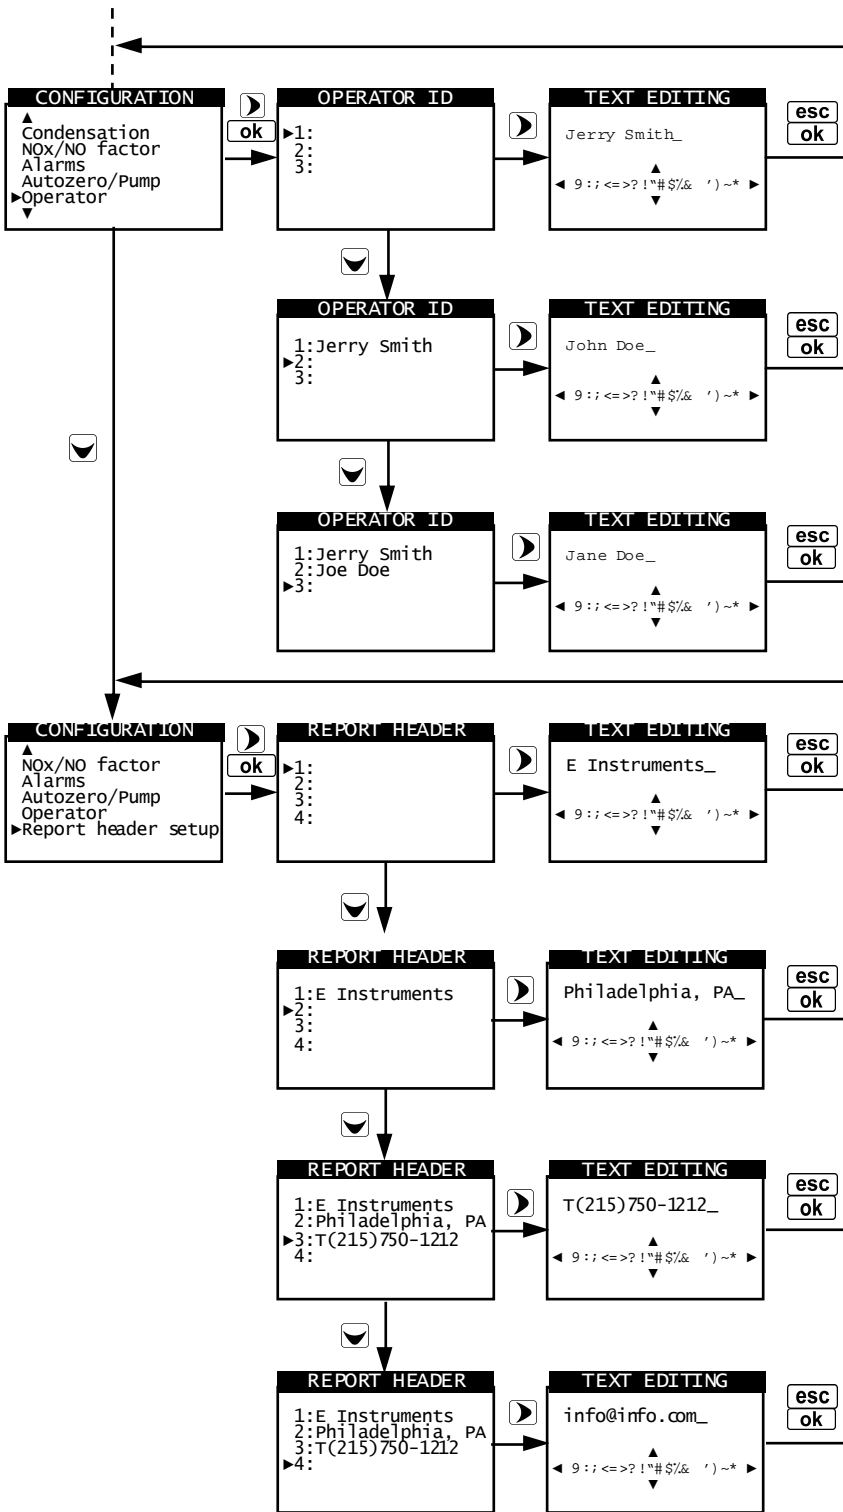 CONFIGURATION
▲
Condensation
NOx/NO factor
Alarms
Autozero/Pump
►Operator
▼
ok
OPERATOR ID
►1:
2:
3:
TEXT EDITING
Jerry Smith_
▲
◄ 9:;<=>?!"#$%& ')~* ►
▼
esc
ok
OPERATOR ID
1:Jerry Smith
►2:
3:
TEXT EDITING
John Doe_
▲
◄ 9:;<=>?!"#$%& ')~* ►
▼
esc
ok
OPERATOR ID
1:Jerry Smith
2:Joe Doe
►3:
TEXT EDITING
Jane Doe_
▲
◄ 9:;<=>?!"#$%& ')~* ►
▼
esc
ok
CONFIGURATION
▲
NOx/NO factor
Alarms
Autozero/Pump
Operator
►Report header setup
ok
REPORT HEADER
►1:
2:
3:
4:
TEXT EDITING
E Instruments_
▲
◄ 9:;<=>?!"#$%& ')~* ►
▼
esc
ok
REPORT HEADER
1:E Instruments
►2:
3:
4:
TEXT EDITING
Philadelphia, PA_
▲
◄ 9:;<=>?!"#$%& ')~* ►
▼
esc
ok
REPORT HEADER
1:E Instruments
2:Philadelphia, PA
►3:T(215)750-1212
4:
TEXT EDITING
T(215)750-1212_
▲
◄ 9:;<=>?!"#$%& ')~* ►
▼
esc
ok
REPORT HEADER
1:E Instruments
2:Philadelphia, PA
3:T(215)750-1212
►4:
TEXT EDITING
info@info.com_
▲
◄ 9:;<=>?!"#$%& ')~* ►
▼
esc
ok